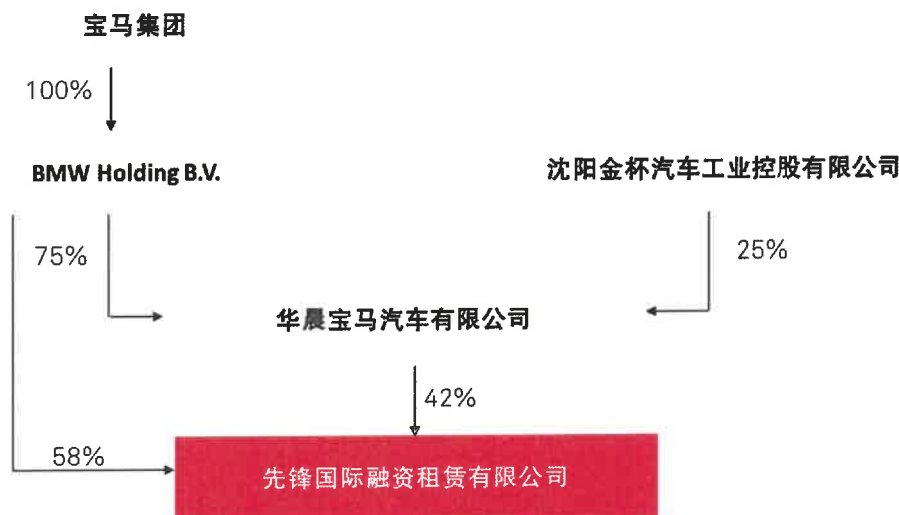 宝马集团
100%
BMW Holding B.V.
沈阳金杯汽车工业控股有限公司
75%
25%
华晨宝马汽车有限公司
42%
58%
先锋国际融资租赁有限公司